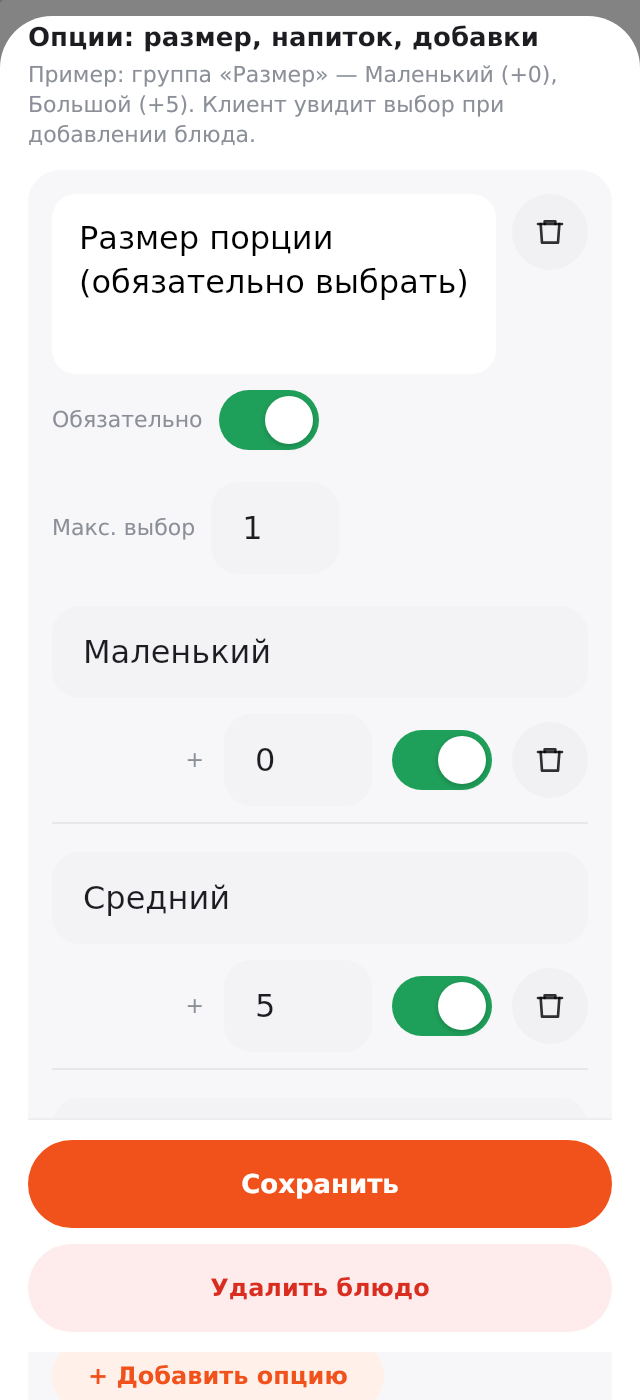 Опции: размер, напиток, добавки
Пример: группа «Размер» — Маленький (+0),
Большой (+5). Клиент увидит выбор при
добавлении блюда.
Размер порции
(обязательно выбрать)
Обязательно
Макс. выбор 1
Маленький
+ 0
Средний
+ 5
Сохранить
Удалить блюдо
+ Добавить опцию